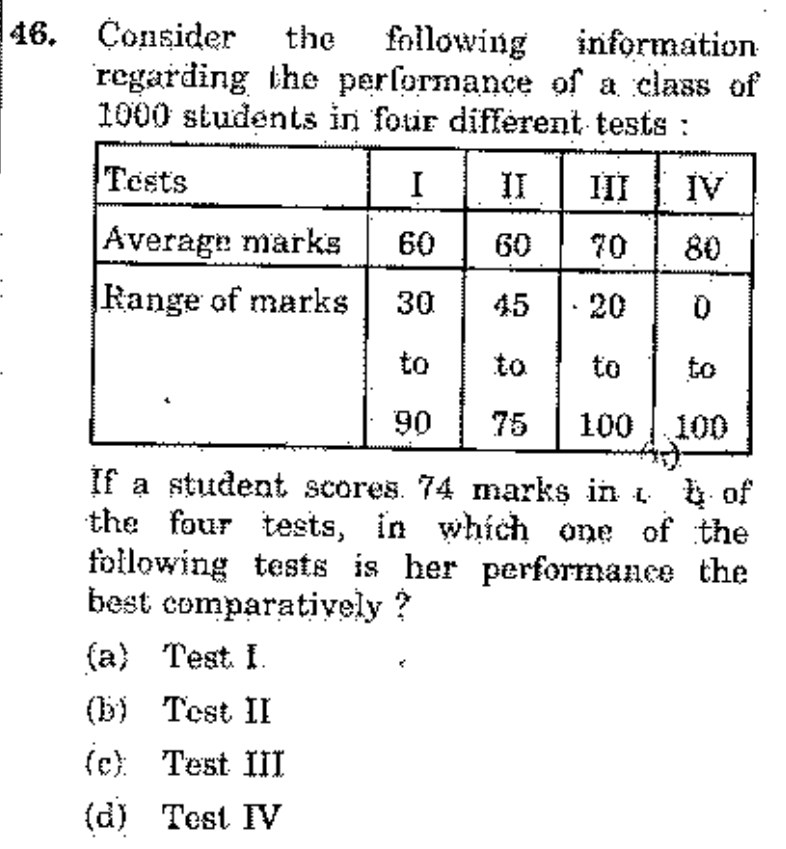 46. Consider the following information
regarding the performance of a class of
1000 students in four different tests :
Tests I II III IV
Average marks 60 60 70 80
Range of marks 30 45 20 0
to to to to
90 75 100 100
If a student scores 74 marks in of
the four tests, in which one of the
following tests is her performance the
best comparatively ?
(a) Test I
(b) Test II
(c) Test III
(d) Test IV